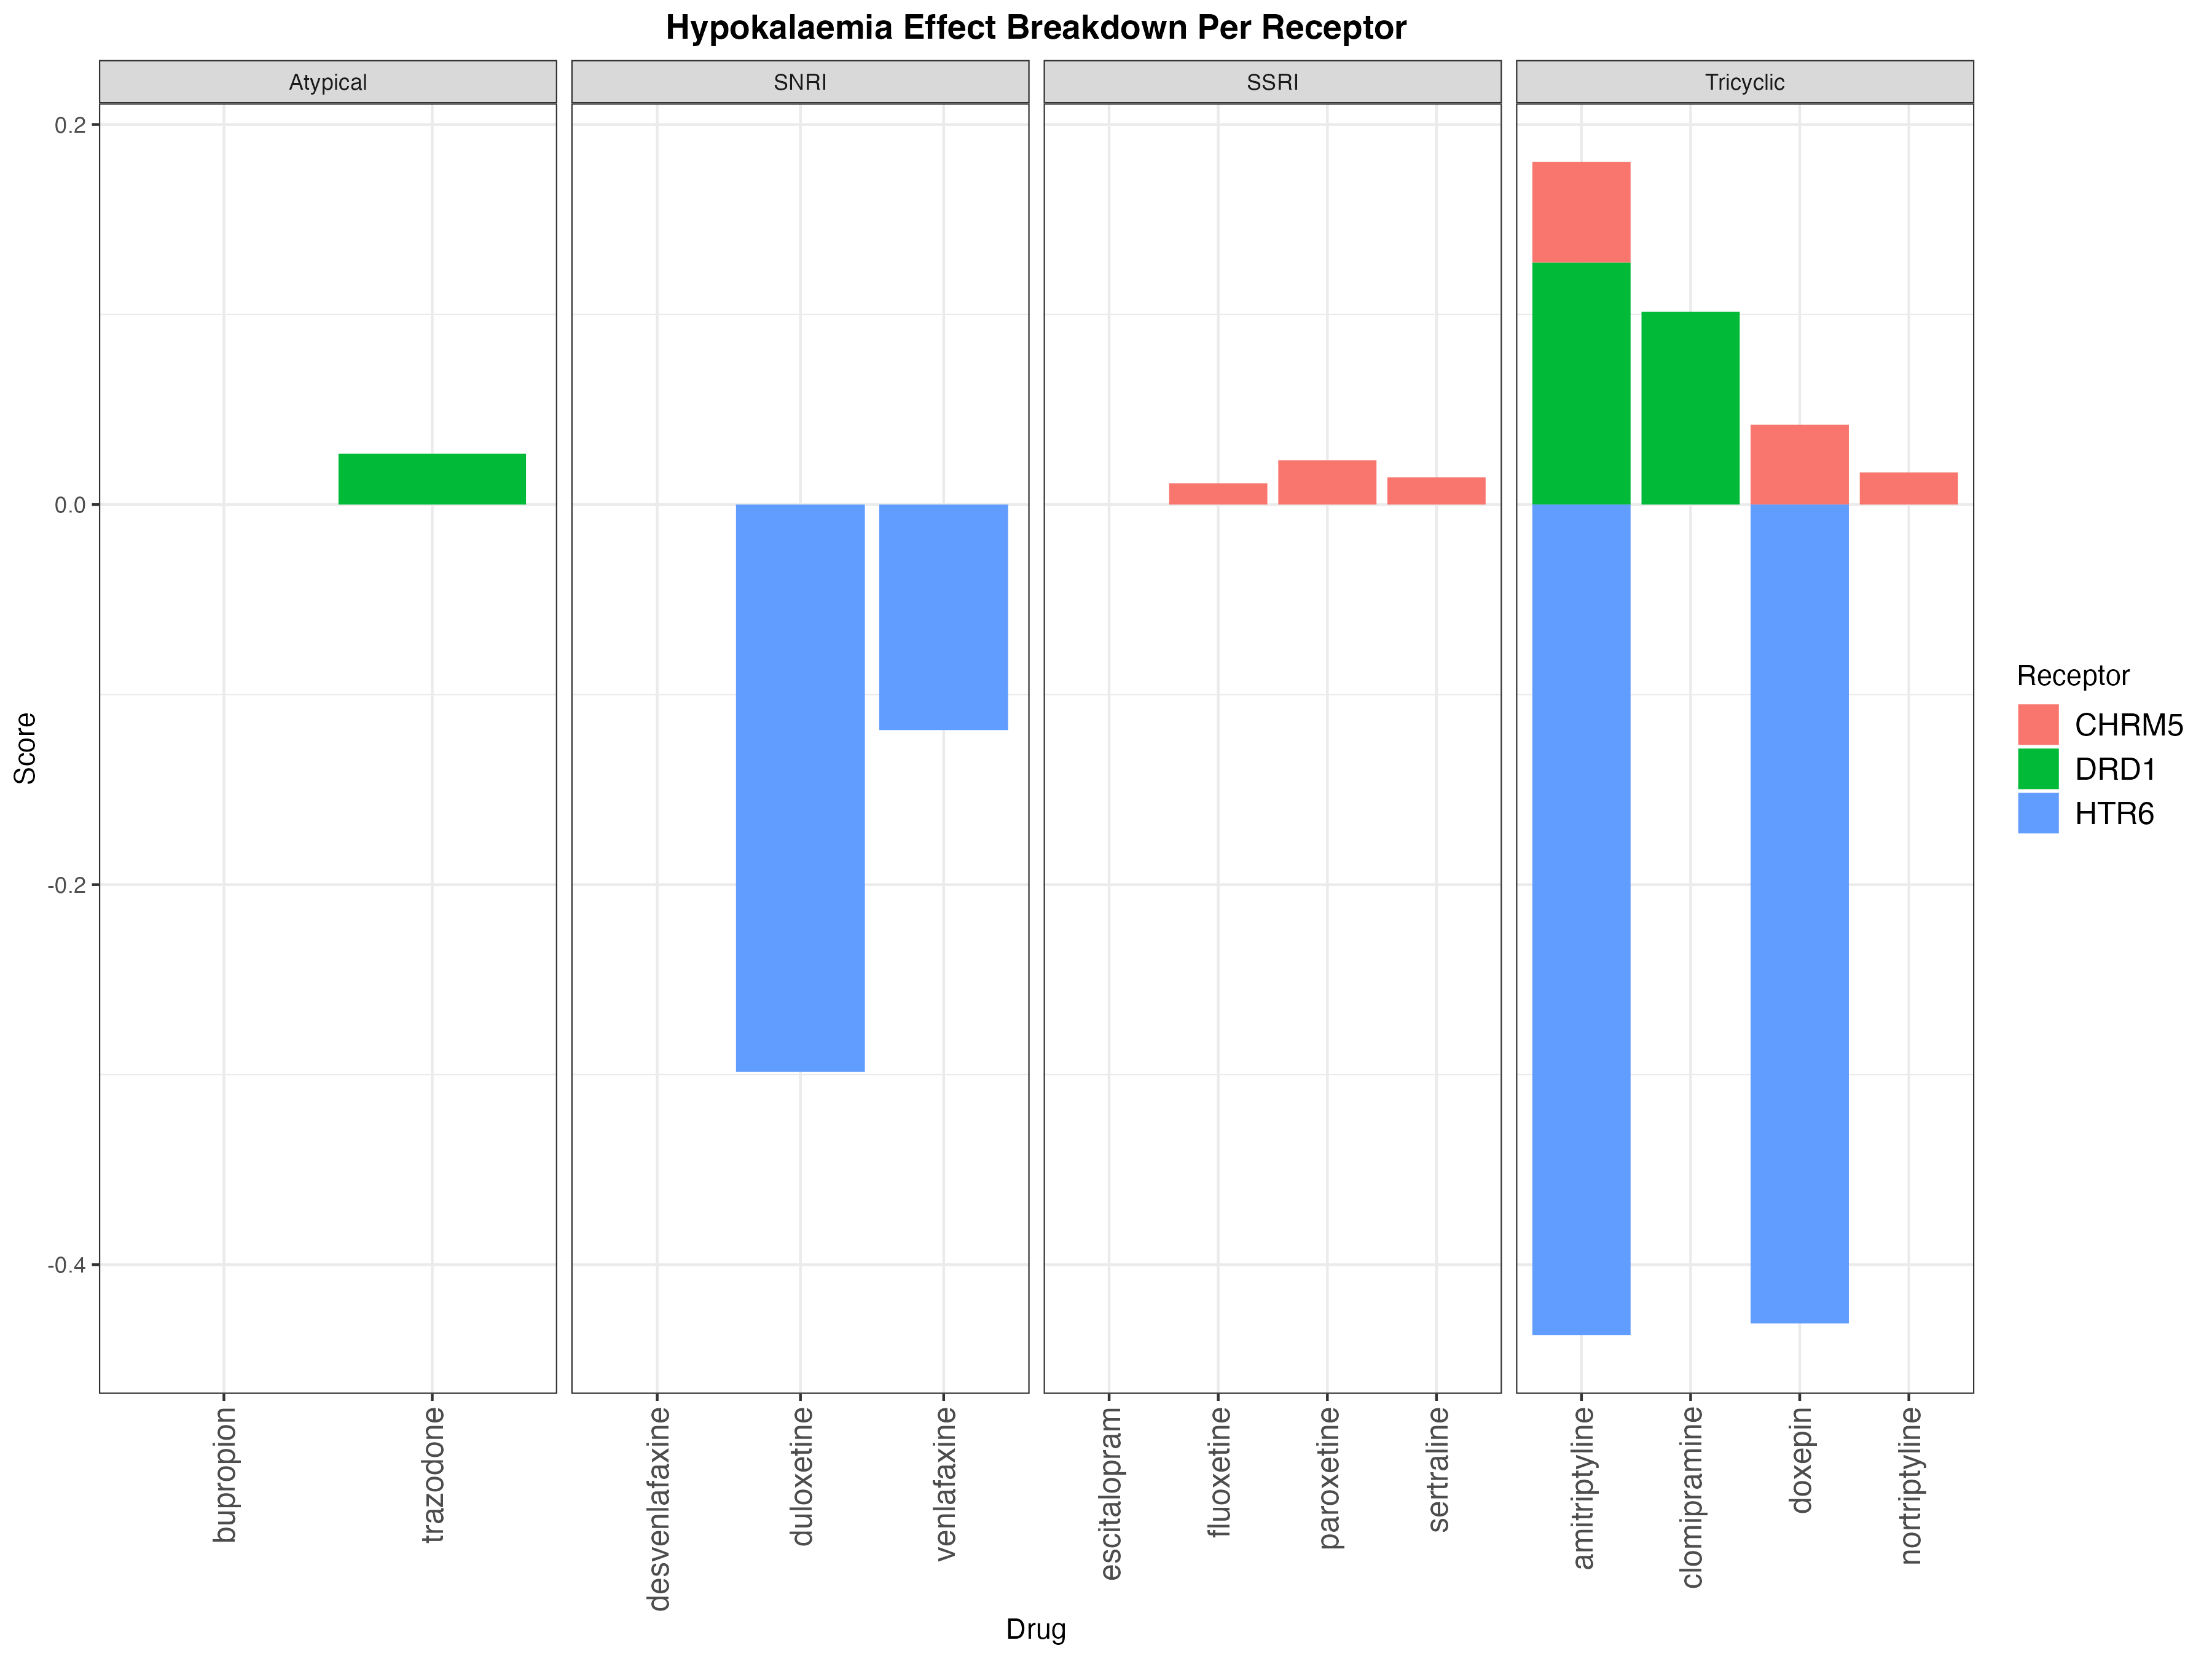 Hypokalaemia Effect Breakdown Per Receptor
Atypical
SNRI
SSRI
Tricyclic
0.2
0.0
-0.2
-0.4
Score
bupropion
trazodone
desvenlafaxine
duloxetine
venlafaxine
escitalopram
fluoxetine
paroxetine
sertraline
amitriptyline
clomipramine
doxepin
nortriptyline
Drug
Receptor
CHRM5
DRD1
HTR6